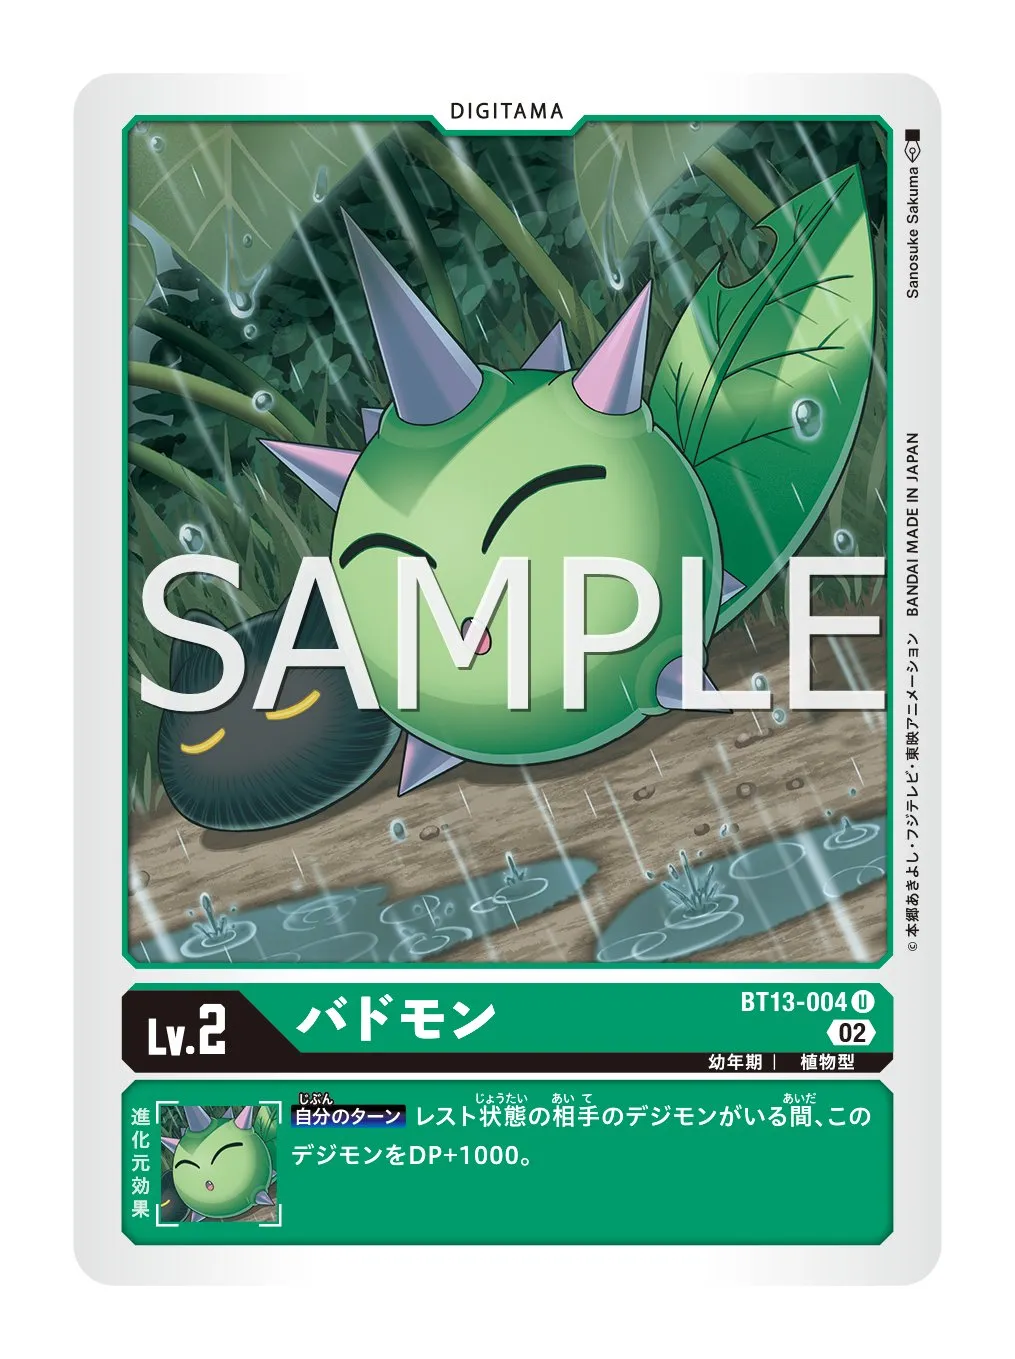 DIGITAMA
Sanosuke Sakuma
SAMPLE
© 本郷あきよし・フジテレビ・東映アニメーション BANDAI MADE IN JAPAN
Lv.2
バドモン
BT13-004 U
02
幼年期 | 植物型
進化元効果
じぶん じょうたい あいて あいだ
自分のターン レスト状態の相手のデジモンがいる間、この
デジモンをDP+1000。